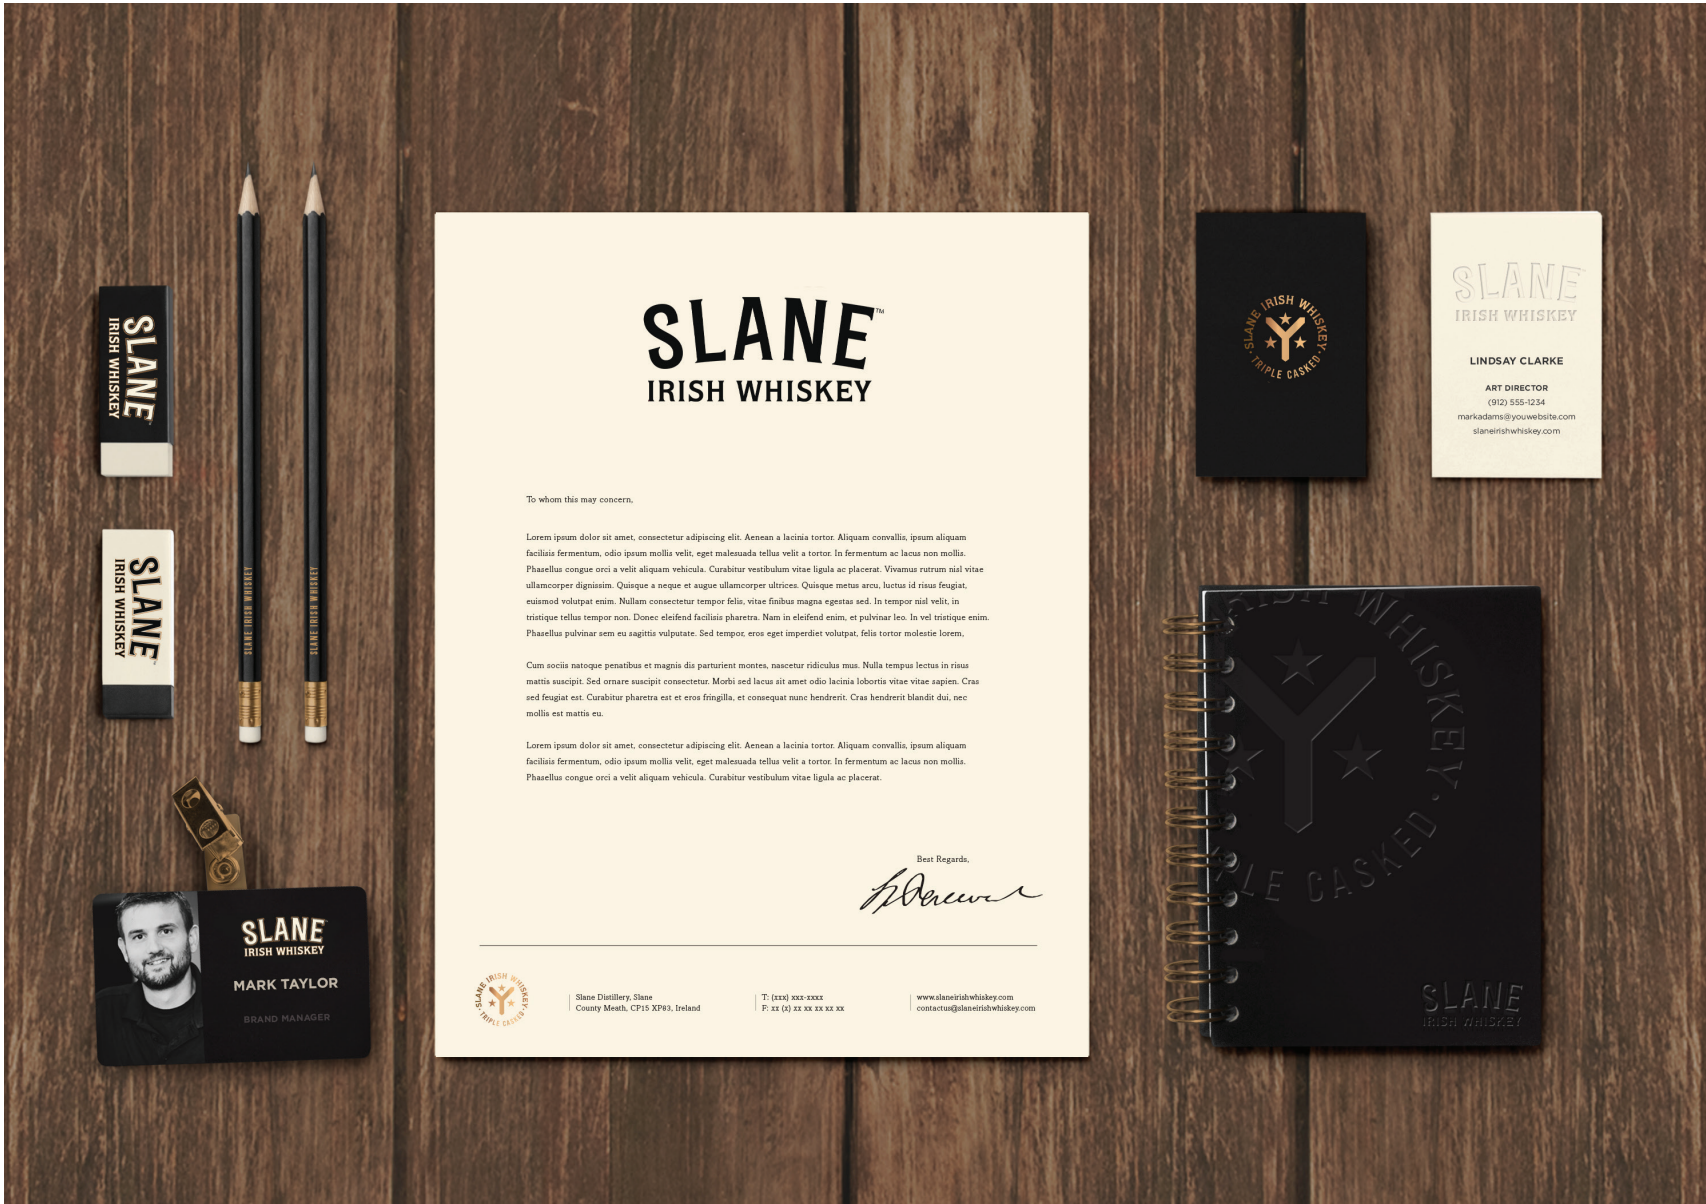 SLANE
IRISH WHISKEY
SLANE
IRISH WHISKEY
SLANE IRISH WHISKEY
SLANE IRISH WHISKEY
SLANE
IRISH WHISKEY
MARK TAYLOR
BRAND MANAGER
SLANE™
IRISH WHISKEY
To whom this may concern,
Lorem ipsum dolor sit amet, consectetur adipiscing elit. Aenean a lacinia tortor. Aliquam convallis, ipsum aliquam
facilisis fermentum, odio ipsum mollis velit, eget malesuada tellus velit a tortor. In fermentum ac lacus non mollis.
Phasellus congue orci a velit aliquam vehicula. Curabitur vestibulum vitae ligula ac placerat. Vivamus rutrum nisl vitae
ullamcorper dignissim. Quisque a neque et augue ullamcorper ultrices. Quisque metus arcu, luctus id risus feugiat,
euismod volutpat enim. Nullam consectetur tempor felis, vitae finibus magna egestas sed. In tempor nisl velit, in
tristique tellus tempor non. Donec eleifend facilisis pharetra. Nam in eleifend enim, et pulvinar leo. In vel tristique enim.
Phasellus pulvinar sem eu sagittis vulputate. Sed tempor, eros eget imperdiet volutpat, felis tortor molestie lorem,
Cum sociis natoque penatibus et magnis dis parturient montes, nascetur ridiculus mus. Nulla tempus lectus in risus
mattis suscipit. Sed ornare suscipit consectetur. Morbi sed lacus sit amet odio lacinia lobortis vitae vitae sapien. Cras
sed feugiat est. Curabitur pharetra est et eros fringilla, et consequat nunc hendrerit. Cras hendrerit blandit dui, nec
mollis est mattis eu.
Lorem ipsum dolor sit amet, consectetur adipiscing elit. Aenean a lacinia tortor. Aliquam convallis, ipsum aliquam
facilisis fermentum, odio ipsum mollis velit, eget malesuada tellus velit a tortor. In fermentum ac lacus non mollis.
Phasellus congue orci a velit aliquam vehicula. Curabitur vestibulum vitae ligula ac placerat.
Best Regards,
SLANE IRISH WHISKEY
· TRIPLE CASKED ·
Y
Slane Distillery, Slane
County Meath, CP15 XP83, Ireland
T: (xxx) xxx-xxxx
F: xx (x) xx xx xx xx xx
www.slaneirishwhiskey.com
contactus@slaneirishwhiskey.com
SLANE IRISH WHISKEY
· TRIPLE CASKED ·
Y
SLANE™
IRISH WHISKEY
LINDSAY CLARKE
ART DIRECTOR
(912) 555-1234
markadams@youwebsite.com
slaneirishwhiskey.com
IRISH WHISKEY ·
PLE CASKED
Y
SLANE
IRISH WHISKEY